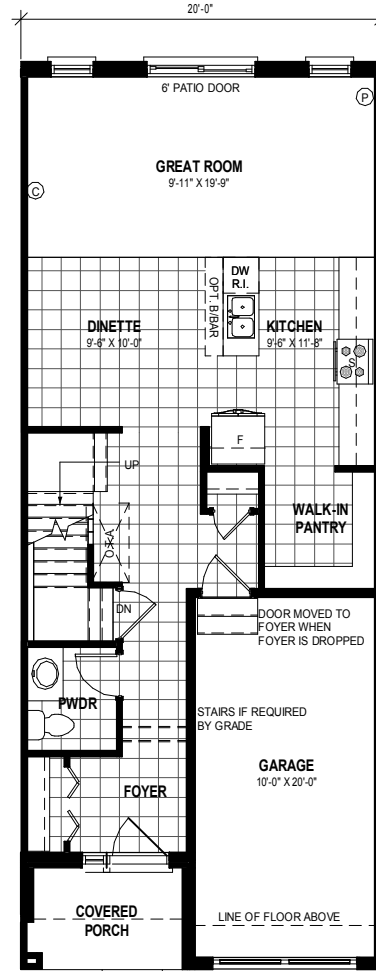 20'-0"
6' PATIO DOOR
P
GREAT ROOM
9'-11" X 19'-9"
C
DW
R.I.
OPT. B/BAR
DINETTE
9'-6" X 10'-0"
KITCHEN
9'-6" X 11'-8"
S
F
UP
WALK-IN
PANTRY
O.T.A
DN
DOOR MOVED TO
FOYER WHEN
FOYER IS DROPPED
PWDR
STAIRS IF REQUIRED
BY GRADE
GARAGE
10'-0" X 20'-0"
FOYER
COVERED
PORCH
LINE OF FLOOR ABOVE